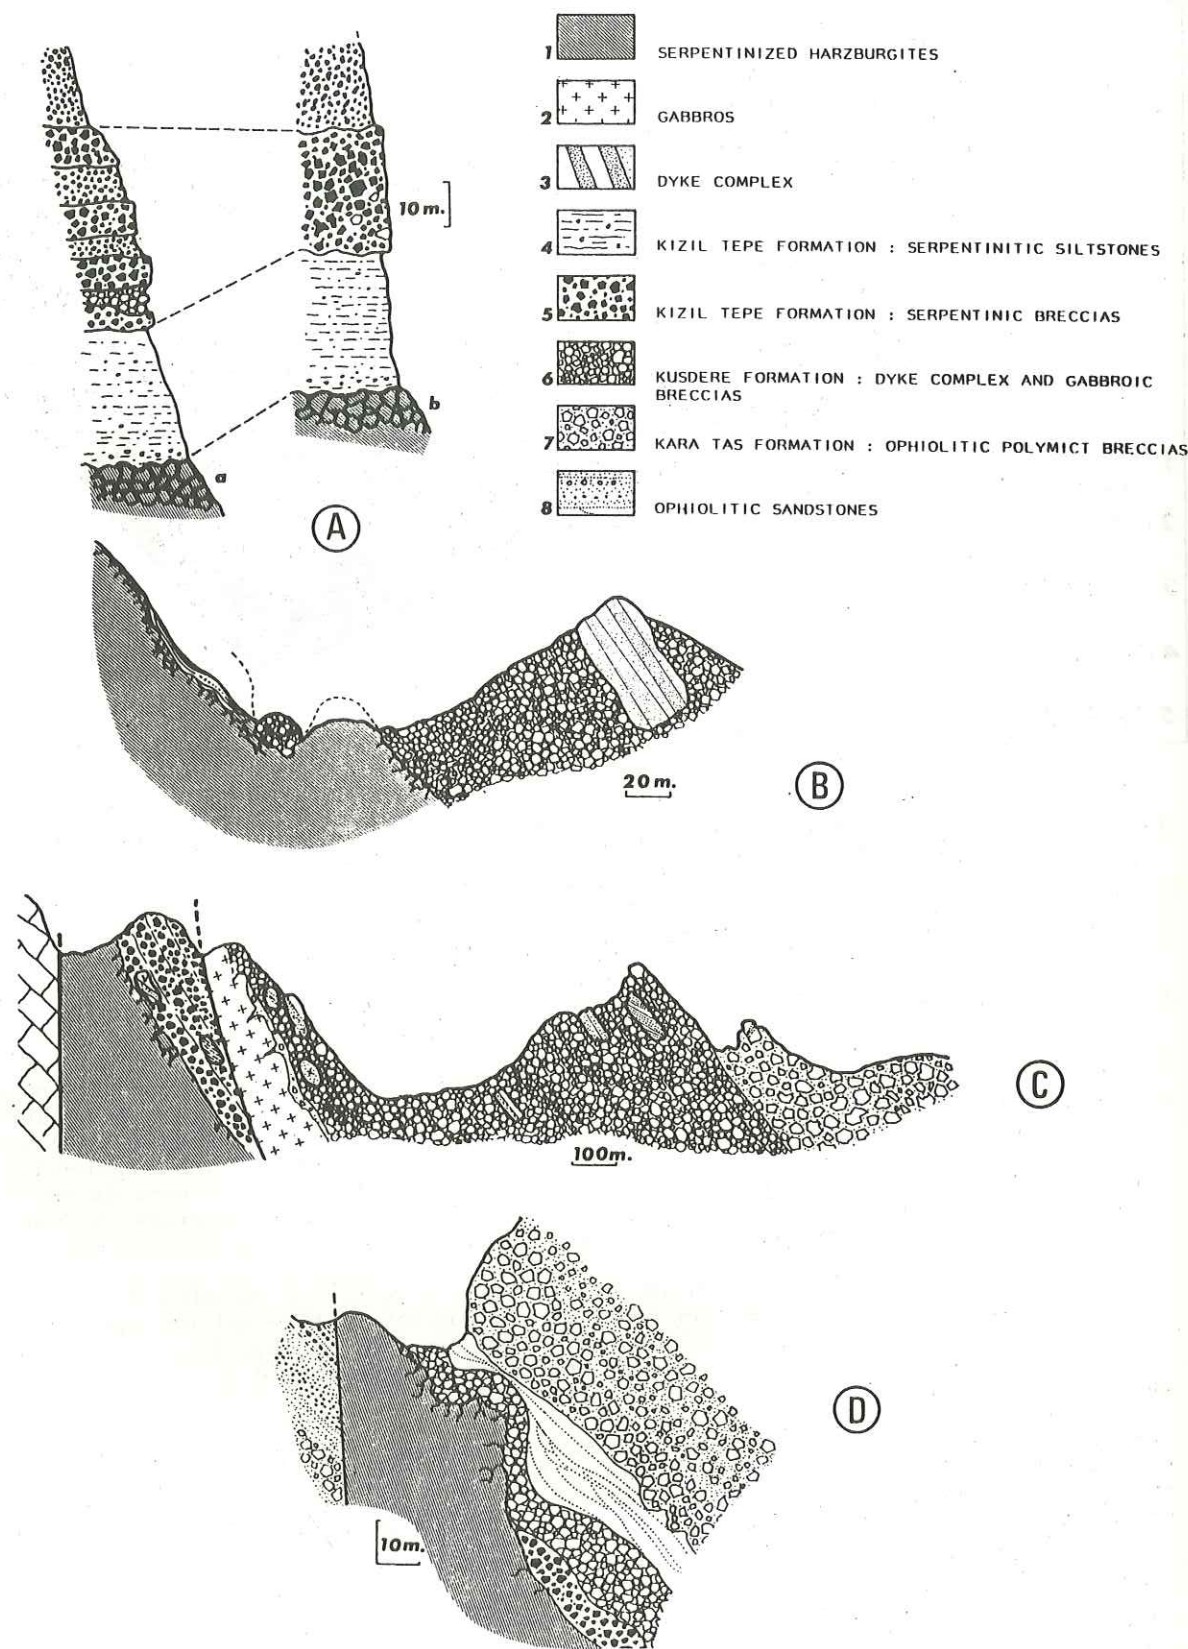 1 SERPENTINIZED HARZBURGITES
2 GABBROS
3 DYKE COMPLEX
4 KIZIL TEPE FORMATION : SERPENTINITIC SILTSTONES
5 KIZIL TEPE FORMATION : SERPENTINIC BRECCIAS
6 KUSDERE FORMATION : DYKE COMPLEX AND GABBROIC
BRECCIAS
7 KARA TAS FORMATION : OPHIOLITIC POLYMICT BRECCIAS
8 OPHIOLITIC SANDSTONES
10m.
a
b
A
20m.
B
100m.
C
10m.
D